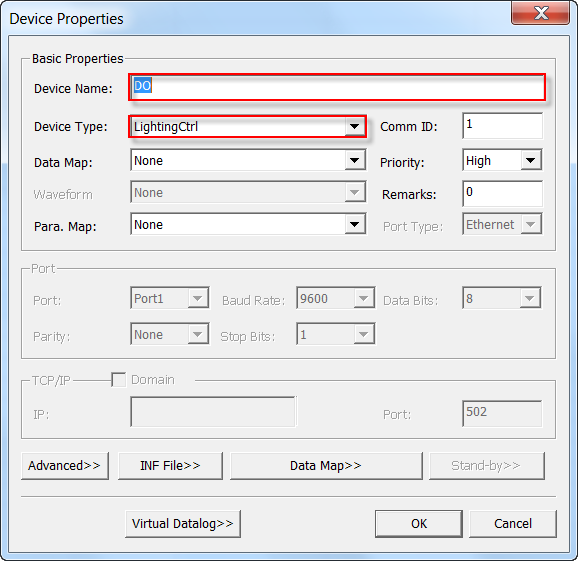 Device Properties
Basic Properties
Device Name: DO
Device Type: LightingCtrl Comm ID: 1
Data Map: None Priority: High
Waveform None Remarks: 0
Para. Map: None Port Type: Ethernet
Port
Port: Port1 Baud Rate: 9600 Data Bits: 8
Parity: None Stop Bits: 1
TCP/IP Domain
IP: Port: 502
Advanced>> INF File>> Data Map>> Stand-by>>
Virtual Datalog>> OK Cancel